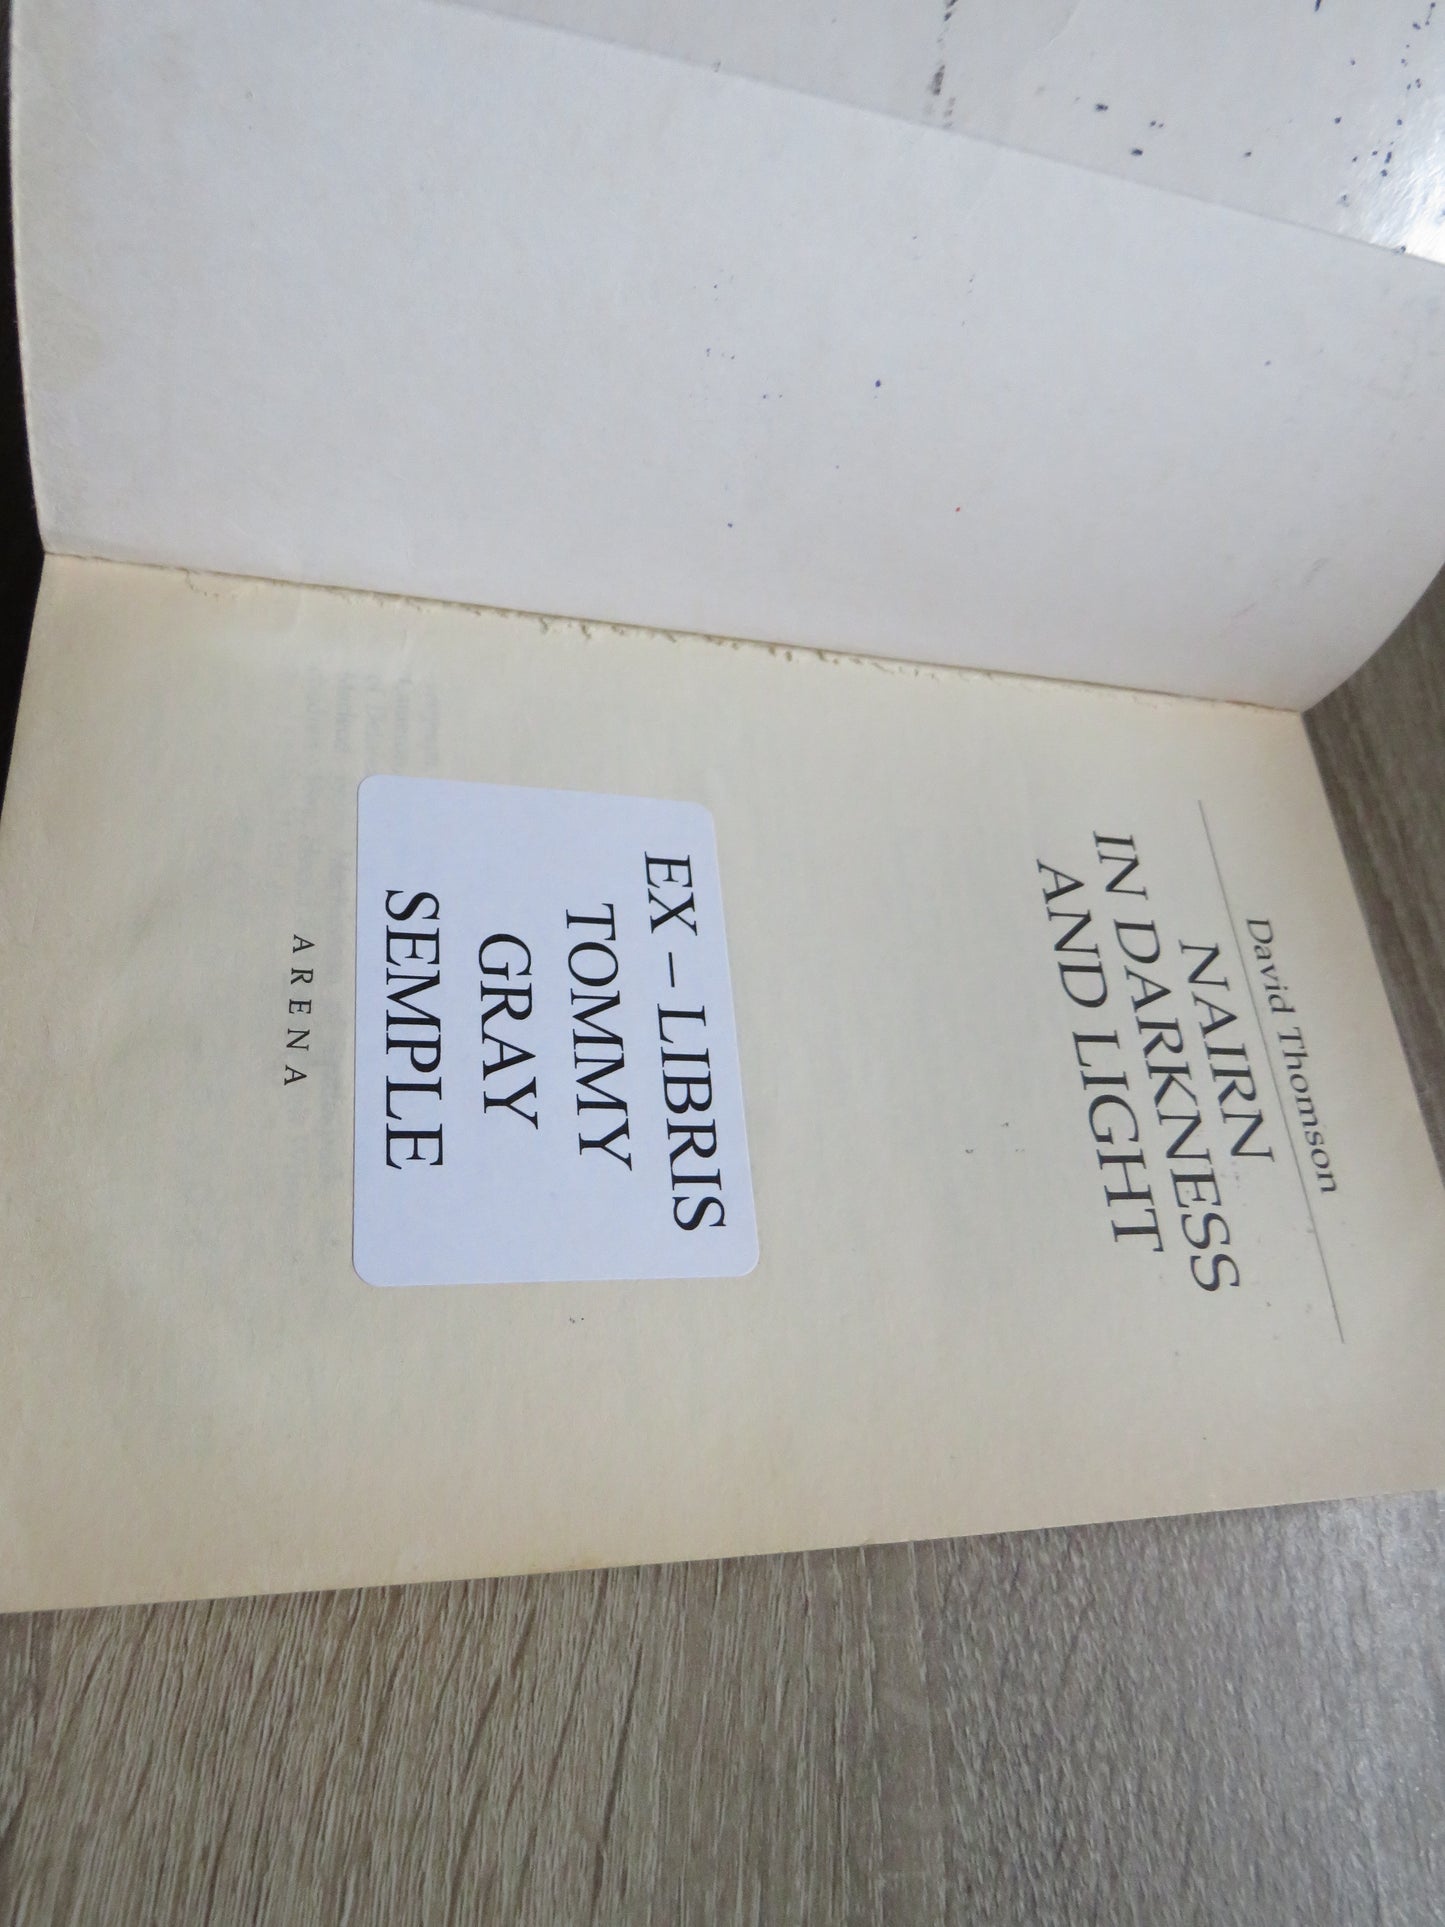 David Thomson
NAIRN
IN DARKNESS
AND LIGHT
EX – LIBRIS
TOMMY
GRAY
SEMPLE
ARENA